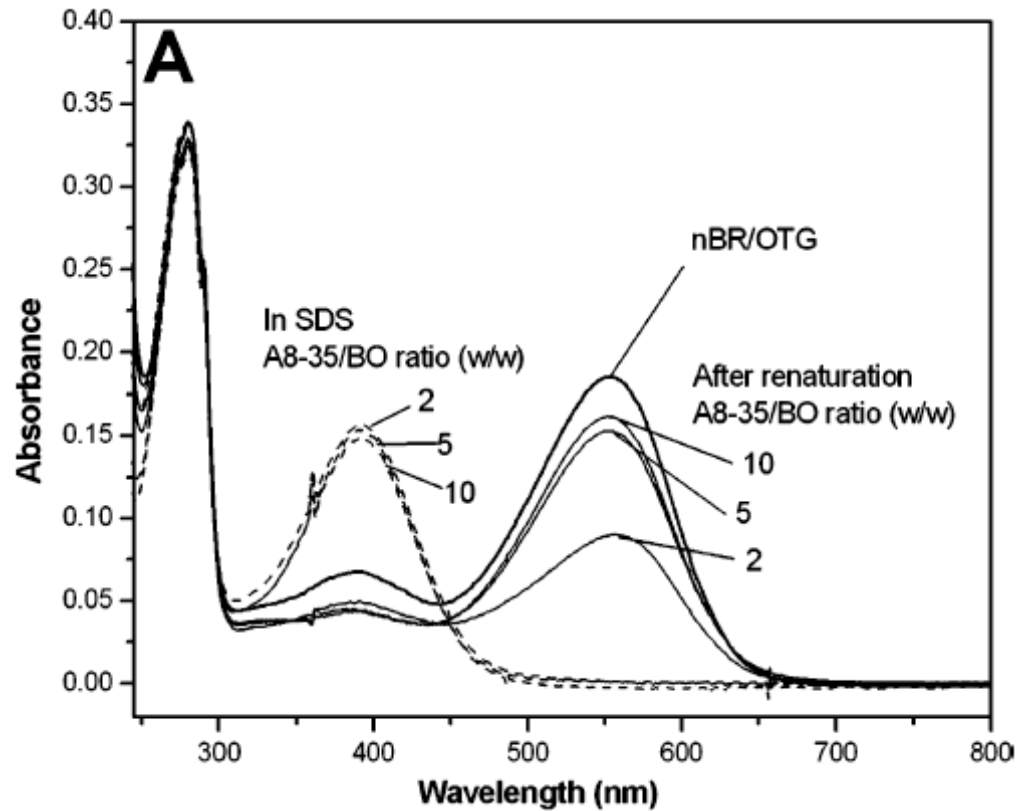 A
0.40
0.35
0.30
0.25
0.20
0.15
0.10
0.05
0.00
Absorbance
nBR/OTG
In SDS
A8-35/BO ratio (w/w)
2
5
10
After renaturation
A8-35/BO ratio (w/w)
10
5
2
300
400
500
600
700
800
Wavelength (nm)